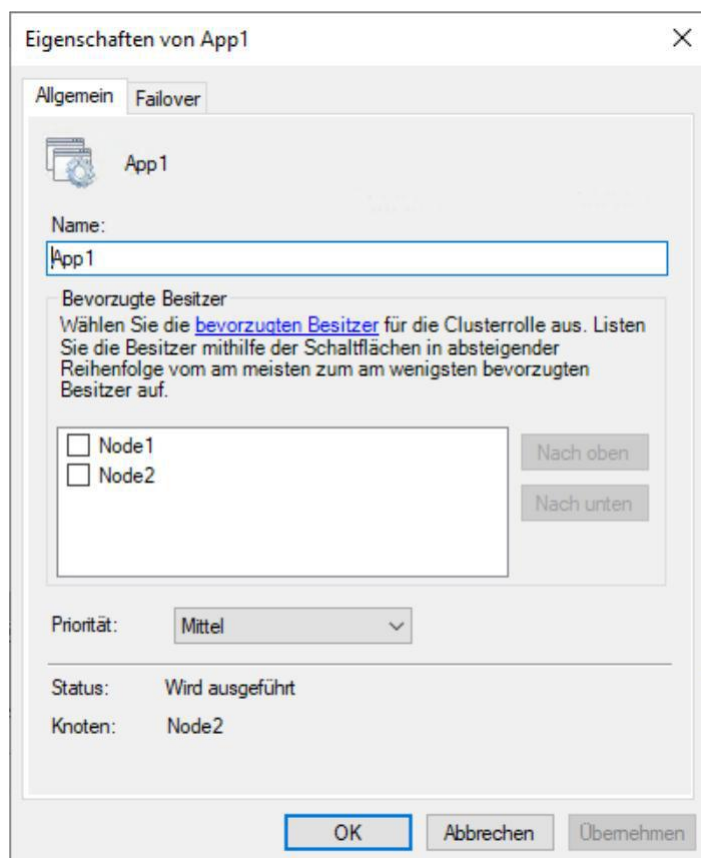 Eigenschaften von App1
Allgemein
Failover
App1
Name:
App1
Bevorzugte Besitzer
Wählen Sie die bevorzugten Besitzer für die Clusterrolle aus. Listen
Sie die Besitzer mithilfe der Schaltflächen in absteigender
Reihenfolge vom am meisten zum am wenigsten bevorzugten
Besitzer auf.
Node1
Node2
Nach oben
Nach unten
Priorität:
Mittel
Status:
Wird ausgeführt
Knoten:
Node2
OK
Abbrechen
Übernehmen